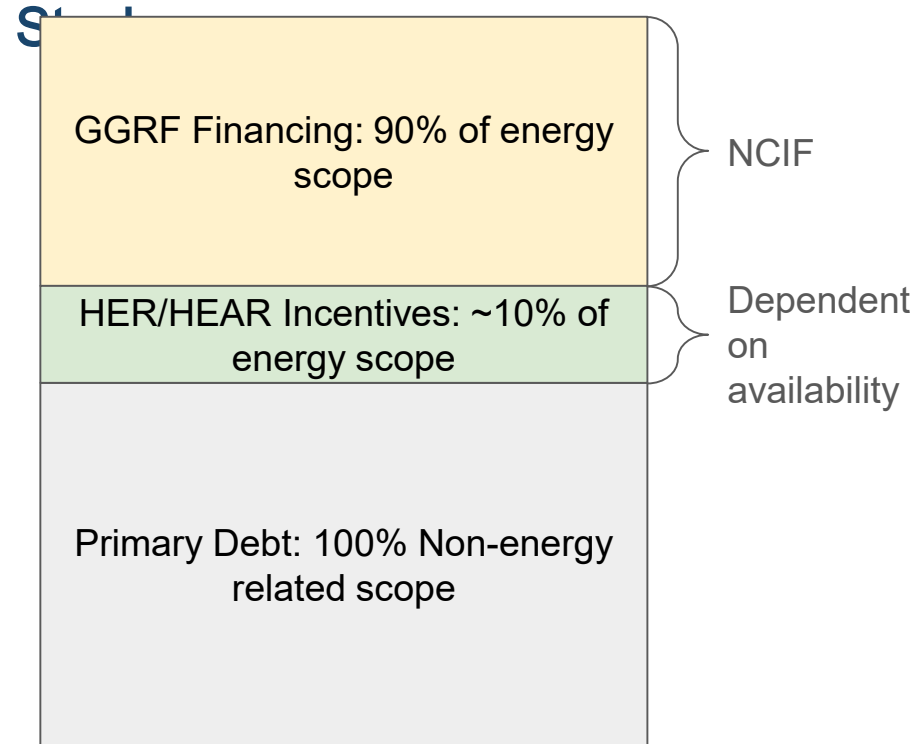 GGRF Financing: 90% of energy
scope
NCIF
HER/HEAR Incentives: ~10% of
energy scope
Dependent
on
availability
Primary Debt: 100% Non-energy
related scope